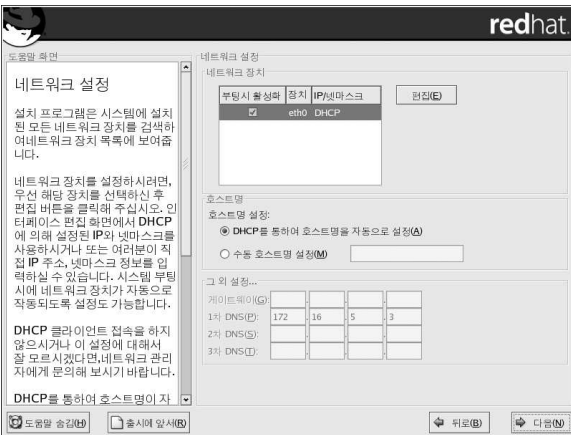 redhat.
도움말 화면
네트워크 설정
설치 프로그램은 시스템에 설치
된 모든 네트워크 장치를 검색하
여네트워크 장치 목록에 보여줍
니다.
네트워크 장치를 설정하시려면,
우선 해당 장치를 선택하신 후
편집 버튼을 클릭해 주십시오. 인
터페이스 편집 화면에서 DHCP
에 의해 설정된 IP와 넷마스크를
사용하시거나 또는 여러분이 직
접 IP 주소, 넷마스크 정보를 입
력하실 수 있습니다. 시스템 부팅
시에 네트워크 장치가 자동으로
작동되도록 설정도 가능합니다.
DHCP 클라이언트 접속을 하지
않으시거나 이 설정에 대해서
잘 모르시겠다면,네트워크 관리
자에게 문의해 보시기 바랍니다.
DHCP를 통하여 호스트명이 자
네트워크 설정
네트워크 장치
부팅시 활성화 장치 IP/넷마스크
eth0 DHCP
편집(E)
호스트명
호스트명 설정:
DHCP를 통하여 호스트명을 자동으로 설정(A)
수동 호스트명 설정(M)
그 외 설정...
게이트웨이(G):
1차 DNS(P): 172 . 16 . 5 . 3
2차 DNS(S):
3차 DNS(T):
도움말 숨김(H)
출시에 앞서(R)
뒤로(B)
다음(N)